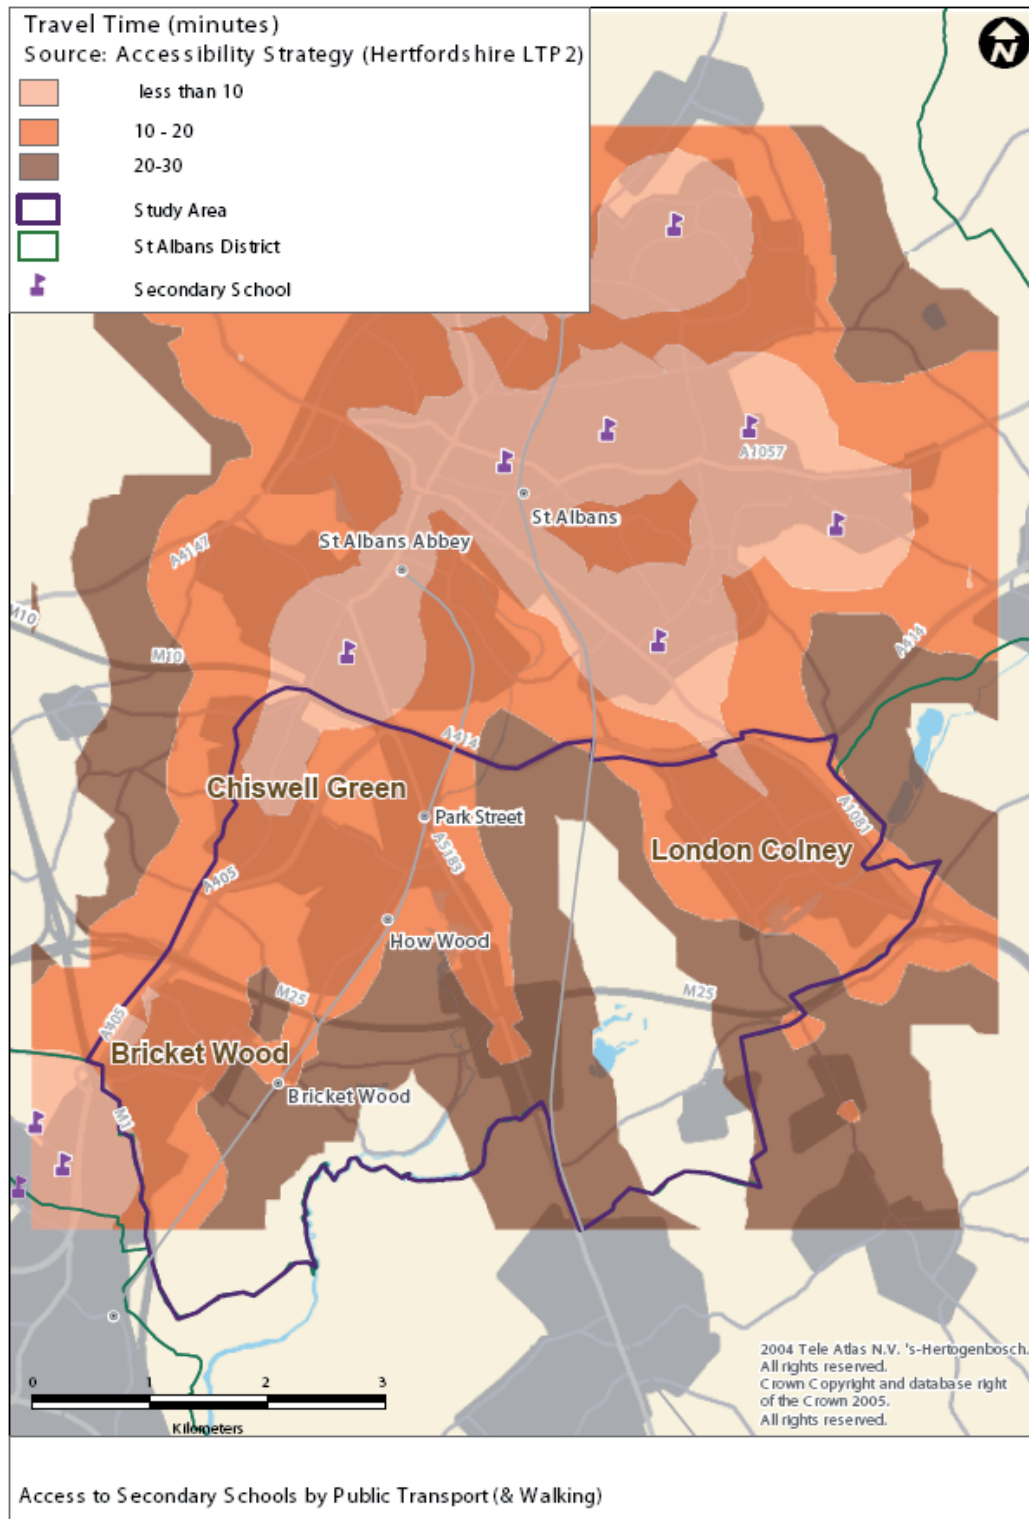 Travel Time (minutes)
Source: Accessibility Strategy (Hertfordshire LTP2)
less than 10
10 - 20
20-30
Study Area
St Albans District
Secondary School
N
A1057
St Albans
St Albans Abbey
A4147
M10
M10
A414
A414
Chiswell Green
Park Street
A1081
A5183
London Colney
A405
How Wood
M25
M25
A405
Bricket Wood
Bricket Wood
M1
0 1 2 3
Kilometers
2004 Tele Atlas N.V. 's-Hertogenbosch.
All rights reserved.
Crown Copyright and database right
of the Crown 2005.
All rights reserved.
Access to Secondary Schools by Public Transport (& Walking)